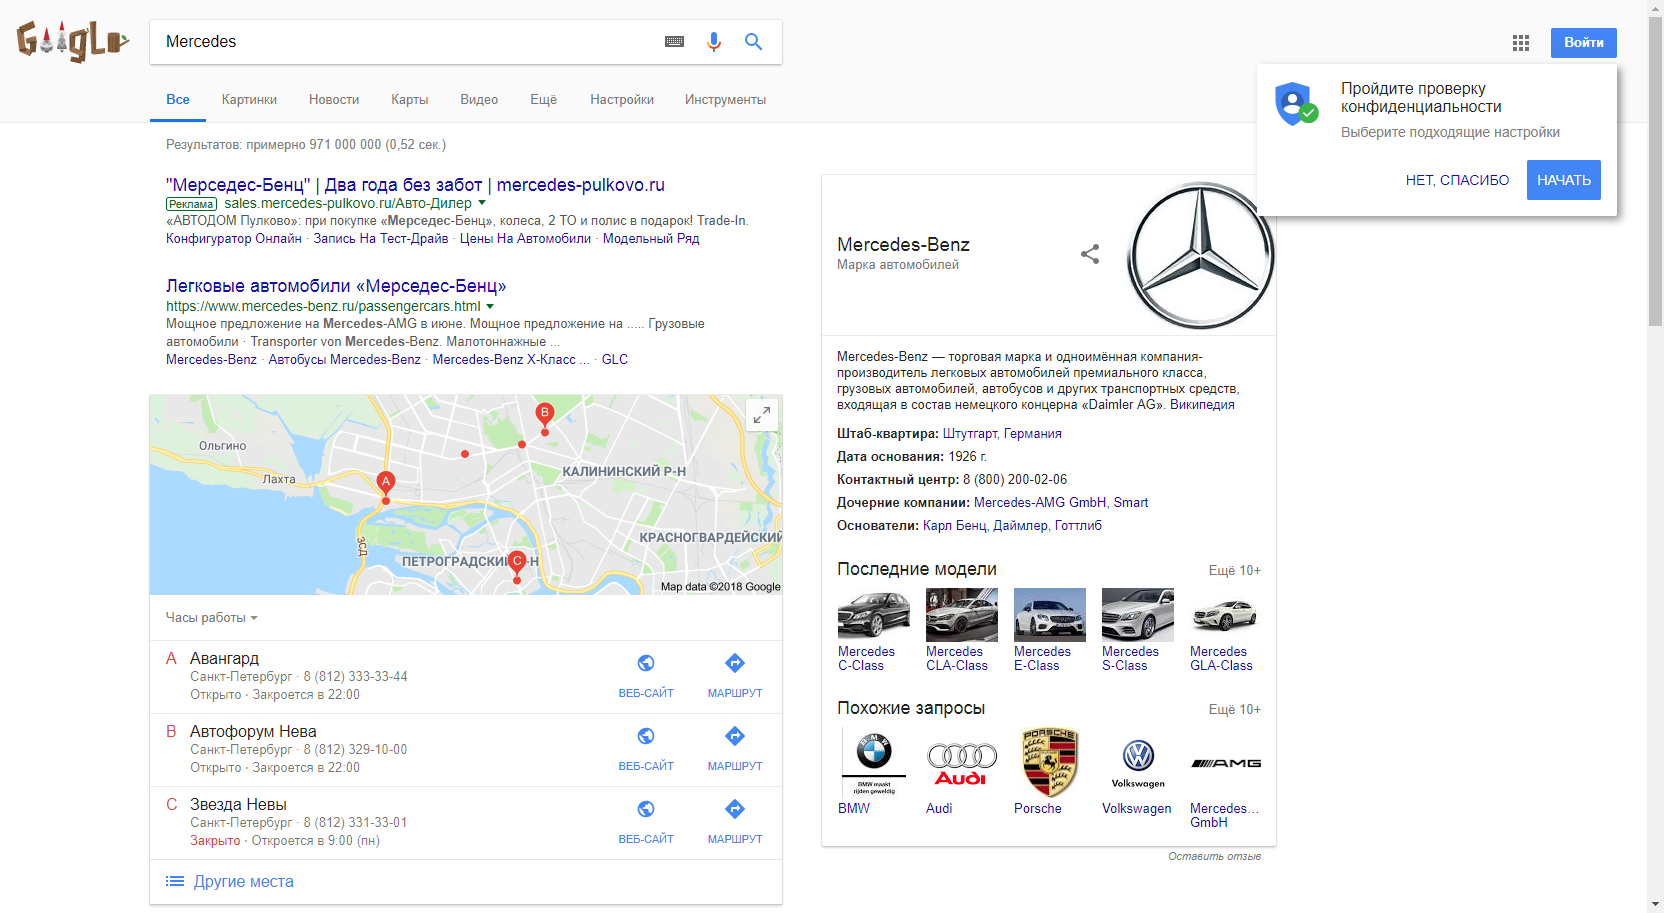 Google
Mercedes
Войти
Все Картинки Новости Карты Видео Ещё Настройки Инструменты
Пройдите проверку
конфиденциальности
Выберите подходящие настройки
НЕТ, СПАСИБО НАЧАТЬ
Результатов: примерно 971 000 000 (0,52 сек.)
"Мерседес-Бенц" | Два года без забот | mercedes-pulkovo.ru
Реклама sales.mercedes-pulkovo.ru/Авто-Дилер
«АВТОДОМ Пулково»: при покупке «Мерседес-Бенц», колеса, 2 ТО и полис в подарок! Trade-In.
Конфигуратор Онлайн · Запись На Тест-Драйв · Цены На Автомобили · Модельный Ряд
Легковые автомобили «Мерседес-Бенц»
https://www.mercedes-benz.ru/passengercars.html
Мощное предложение на Mercedes-AMG в июне. Мощное предложение на ..... Грузовые
автомобили · Transporter von Mercedes-Benz. Малотоннажные ...
Mercedes-Benz · Автобусы Mercedes-Benz · Mercedes-Benz X-Класс ... · GLC
Ольгино
Лахта
КАЛИНИНСКИЙ Р-Н
КРАСНОГВАРДЕЙСКИЙ
ЗСД
ПЕТРОГРАДСКИЙ Р-Н
A
B
C
Map data ©2018 Google
Часы работы
A Авангард
Санкт-Петербург · 8 (812) 333-33-44
Открыто · Закроется в 22:00
ВЕБ-САЙТ МАРШРУТ
B Автофорум Нева
Санкт-Петербург · 8 (812) 329-10-00
Открыто · Закроется в 22:00
ВЕБ-САЙТ МАРШРУТ
C Звезда Невы
Санкт-Петербург · 8 (812) 331-33-01
Закрыто · Откроется в 9:00 (пн)
ВЕБ-САЙТ МАРШРУТ
Другие места
Mercedes-Benz
Марка автомобилей
Mercedes-Benz — торговая марка и одноимённая компания-
производитель легковых автомобилей премиального класса,
грузовых автомобилей, автобусов и других транспортных средств,
входящая в состав немецкого концерна «Daimler AG». Википедия
Штаб-квартира: Штутгарт, Германия
Дата основания: 1926 г.
Контактный центр: 8 (800) 200-02-06
Дочерние компании: Mercedes-AMG GmbH, Smart
Основатели: Карл Бенц, Даймлер, Готтлиб
Последние модели Ещё 10+
Mercedes
C-Class
Mercedes
CLA-Class
Mercedes
E-Class
Mercedes
S-Class
Mercedes
GLA-Class
Похожие запросы Ещё 10+
BMW
BMW maakt
rijden geweldig
Audi
PORSCHE
Volkswagen
AMG
BMW
Audi
Porsche
Volkswagen
Mercedes...
GmbH
Оставить отзыв